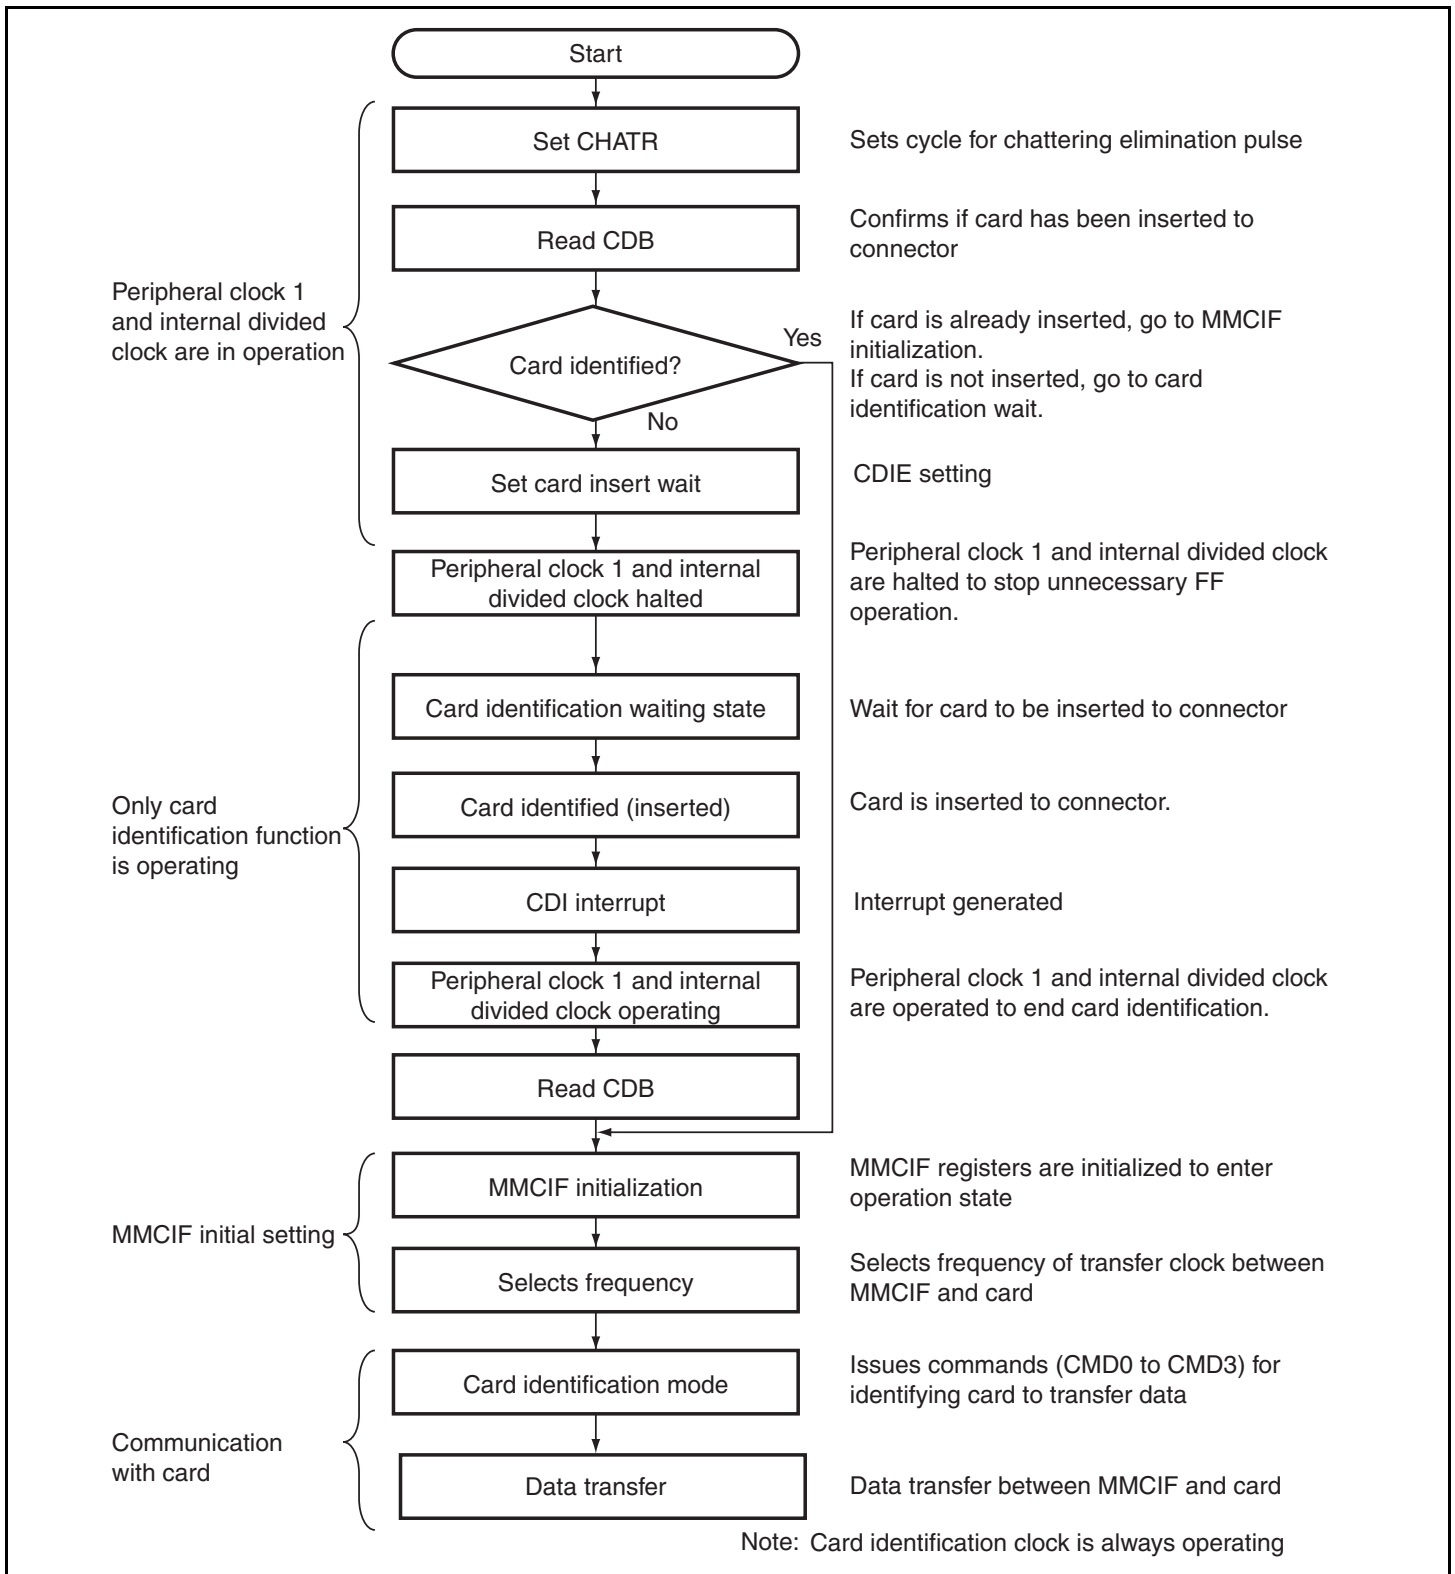 Start
Set CHATR
Sets cycle for chattering elimination pulse
Read CDB
Confirms if card has been inserted to
connector
Peripheral clock 1
and internal divided
clock are in operation
Card identified?
Yes
No
If card is already inserted, go to MMCIF
initialization.
If card is not inserted, go to card
identification wait.
Set card insert wait
CDIE setting
Peripheral clock 1 and internal
divided clock halted
Peripheral clock 1 and internal divided clock
are halted to stop unnecessary FF
operation.
Card identification waiting state
Wait for card to be inserted to connector
Only card
identification function
is operating
Card identified (inserted)
Card is inserted to connector.
CDI interrupt
Interrupt generated
Peripheral clock 1 and internal
divided clock operating
Peripheral clock 1 and internal divided clock
are operated to end card identification.
Read CDB
MMCIF initial setting
MMCIF initialization
MMCIF registers are initialized to enter
operation state
Selects frequency
Selects frequency of transfer clock between
MMCIF and card
Communication
with card
Card identification mode
Issues commands (CMD0 to CMD3) for
identifying card to transfer data
Data transfer
Data transfer between MMCIF and card
Note: Card identification clock is always operating